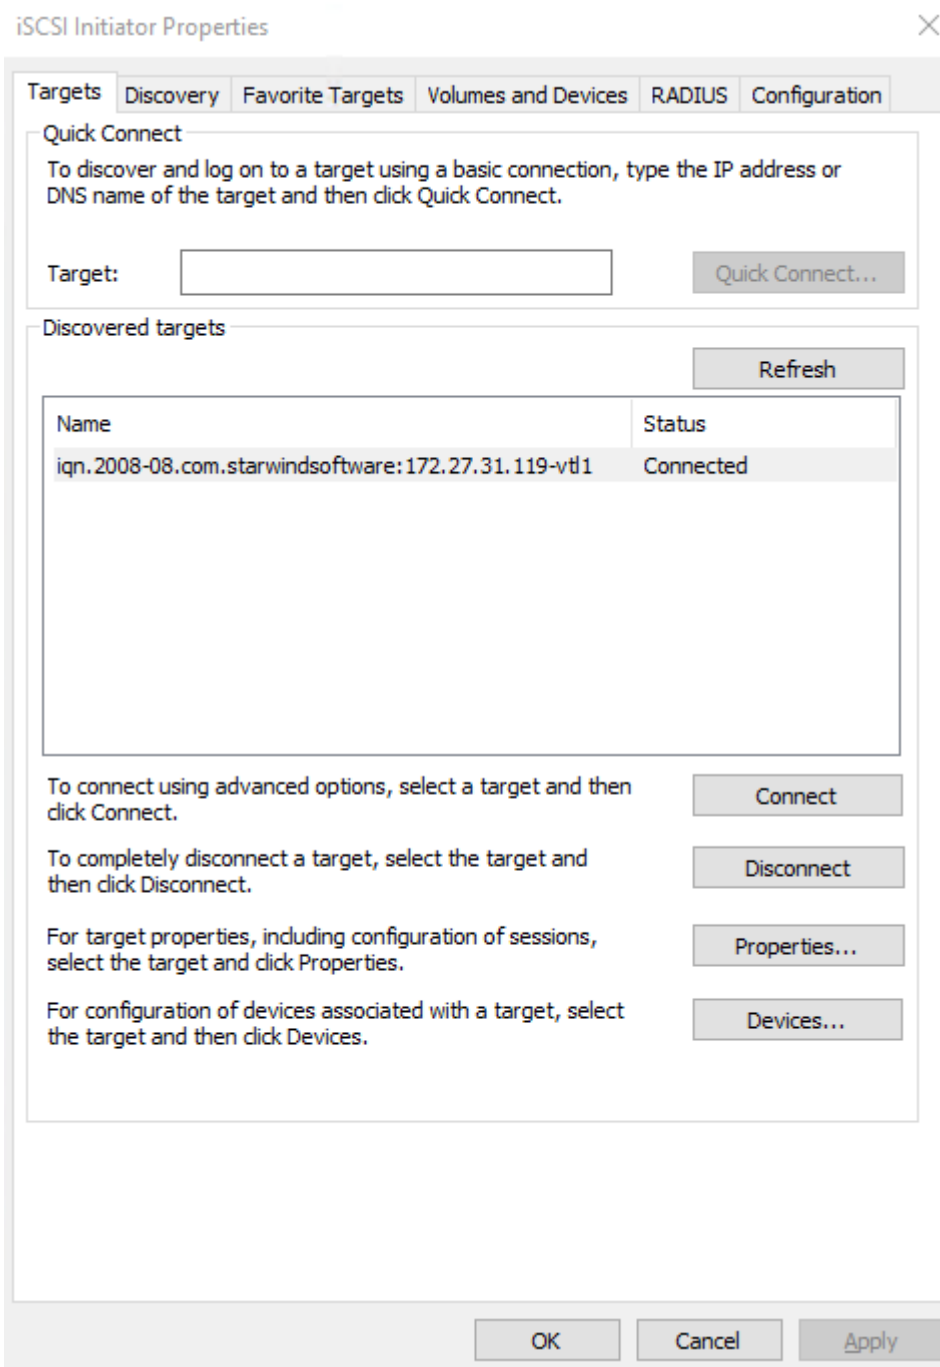 iSCSI Initiator Properties
Targets Discovery Favorite Targets Volumes and Devices RADIUS Configuration
Quick Connect
To discover and log on to a target using a basic connection, type the IP address or
DNS name of the target and then click Quick Connect.
Target: Quick Connect...
Discovered targets
Refresh
Name Status
iqn.2008-08.com.starwindsoftware:172.27.31.119-vtl1 Connected
To connect using advanced options, select a target and then
click Connect.
Connect
To completely disconnect a target, select the target and
then click Disconnect.
Disconnect
For target properties, including configuration of sessions,
select the target and click Properties.
Properties...
For configuration of devices associated with a target, select
the target and then click Devices.
Devices...
OK Cancel Apply